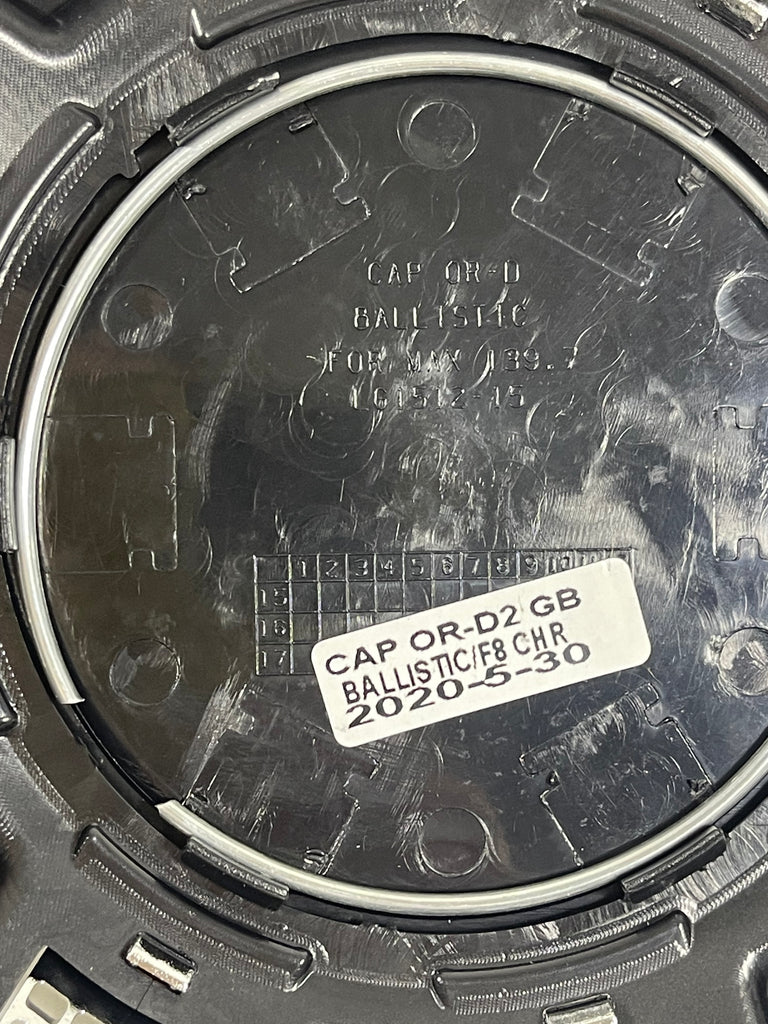 CAP OR-D
BALLISTIC
FOR MAX 139.7
LG1512-15
1 2 3 4 5 6 7 8 9 10
15
16
17
CAP OR-D2 GB
BALLISTIC/F8 CHR
2020-5-30